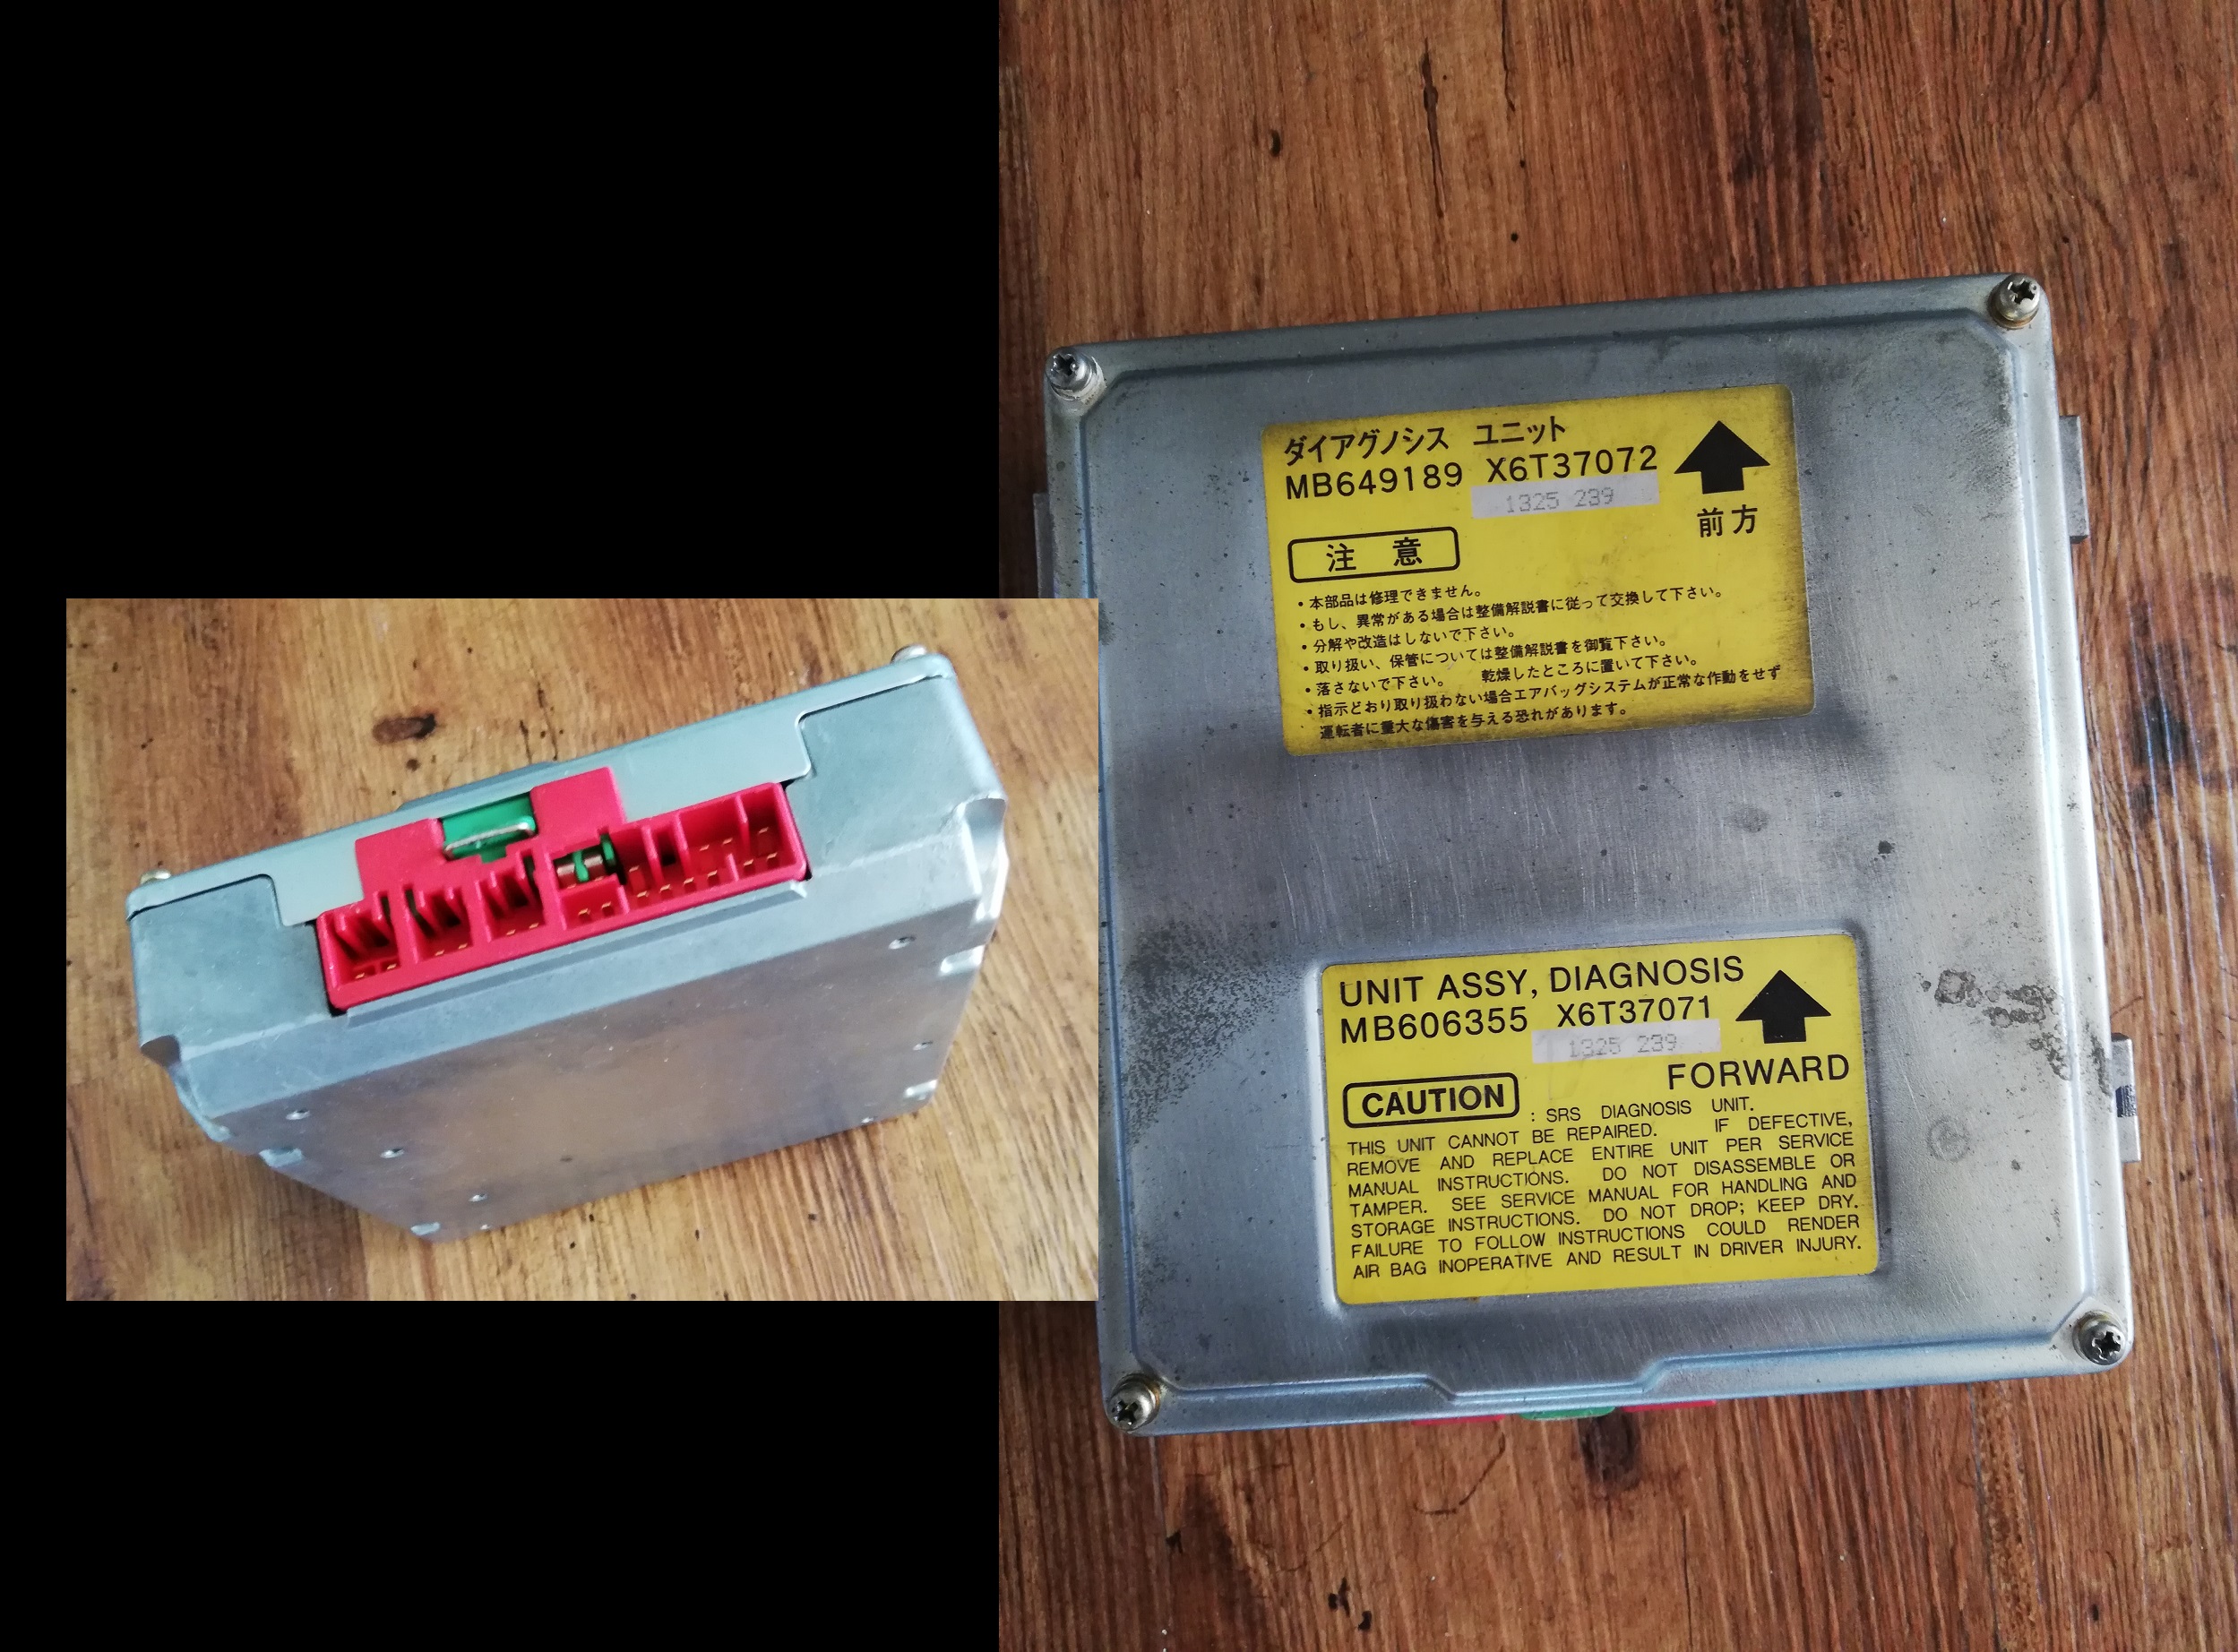 ダイアグノシス ユニット
MB649189 X6T37072
1325 239
前方
注 意
・本部品は修理できません。
・もし、異常がある場合は整備解説書に従って交換して下さい。
・分解や改造はしないで下さい。
・取り扱い、保管については整備解説書を御覧下さい。
・落さないで下さい。 乾燥したところに置いて下さい。
・指示どおり取り扱わない場合エアバッグシステムが正常な作動をせず
運転者に重大な傷害を与える恐れがあります。
UNIT ASSY, DIAGNOSIS
MB606355 X6T37071
1325 239
FORWARD
CAUTION : SRS DIAGNOSIS UNIT.
THIS UNIT CANNOT BE REPAIRED. IF DEFECTIVE,
REMOVE AND REPLACE ENTIRE UNIT PER SERVICE
MANUAL INSTRUCTIONS. DO NOT DISASSEMBLE OR
TAMPER. SEE SERVICE MANUAL FOR HANDLING AND
STORAGE INSTRUCTIONS. DO NOT DROP; KEEP DRY.
FAILURE TO FOLLOW INSTRUCTIONS COULD RENDER
AIR BAG INOPERATIVE AND RESULT IN DRIVER INJURY.